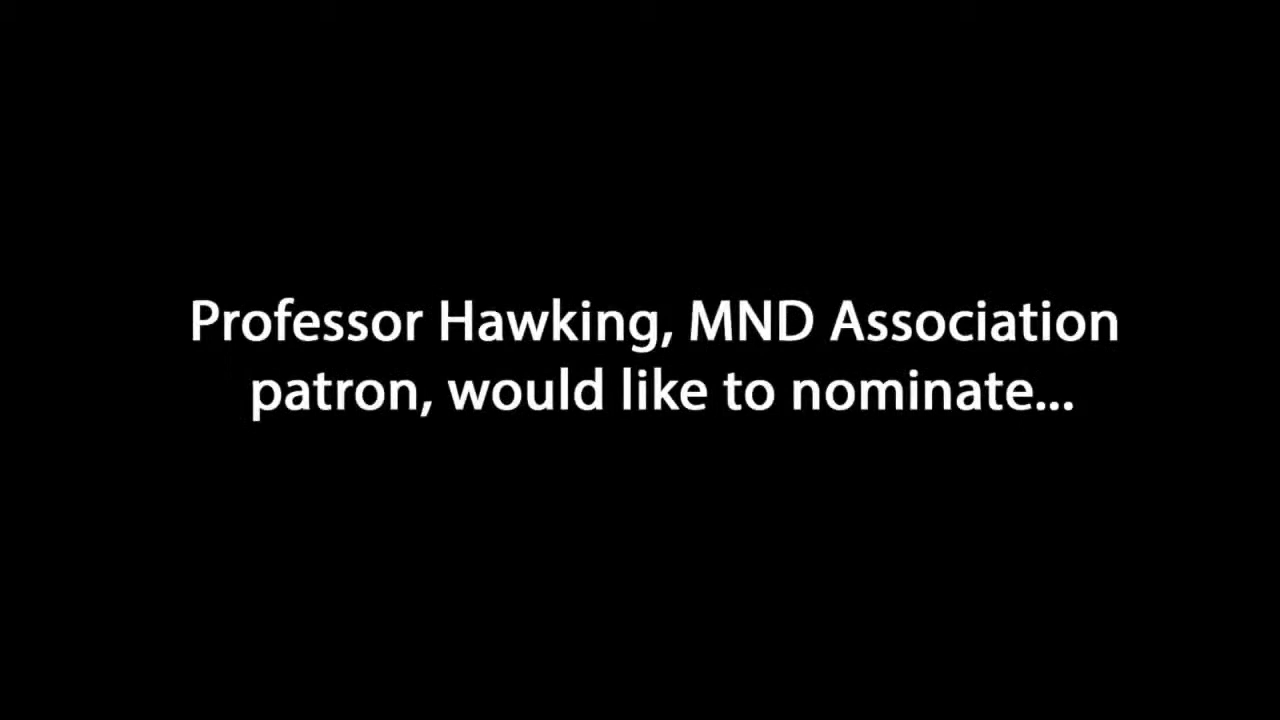 Professor Hawking, MND Association
patron, would like to nominate...